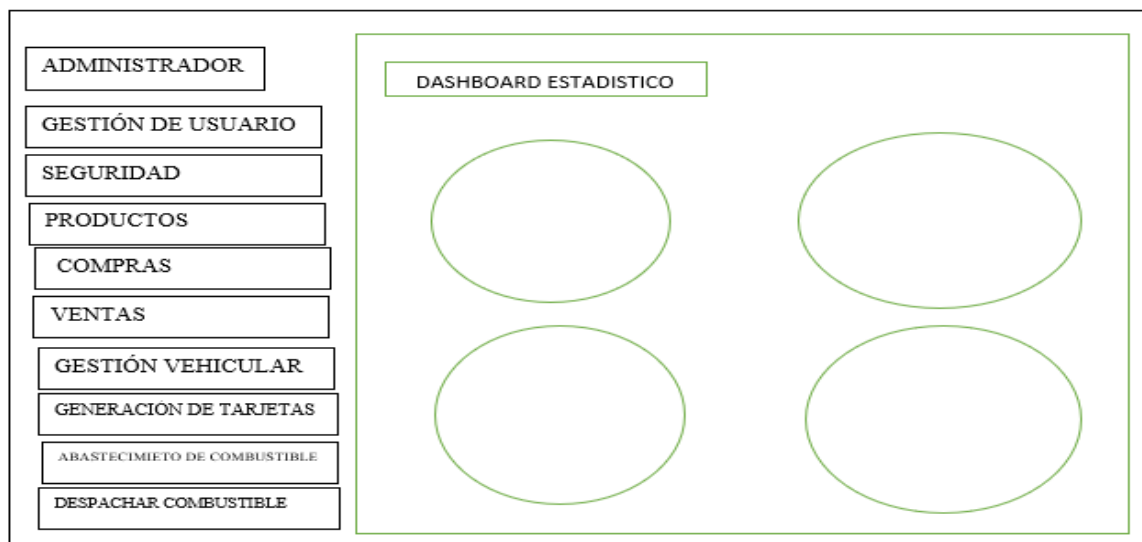 ADMINISTRADOR
GESTIÓN DE USUARIO
SEGURIDAD
PRODUCTOS
COMPRAS
VENTAS
GESTIÓN VEHICULAR
GENERACIÓN DE TARJETAS
ABASTECIMIETO DE COMBUSTIBLE
DESPACHAR COMBUSTIBLE
DASHBOARD ESTADISTICO